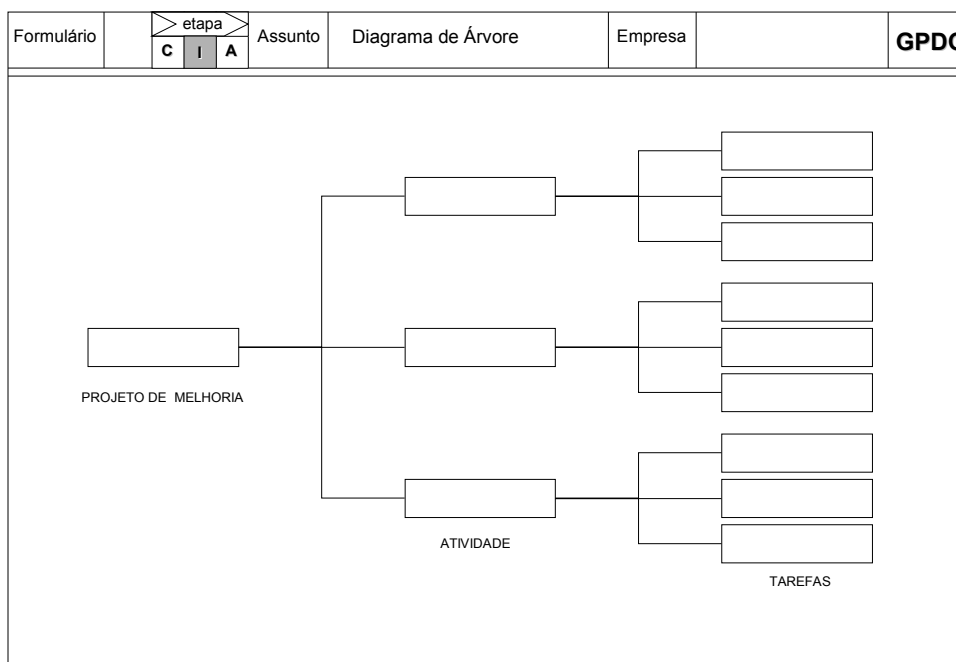 Formulário
etapa
C I A
Assunto
Diagrama de Árvore
Empresa
PROJETO DE MELHORIA
ATIVIDADE
TAREFAS